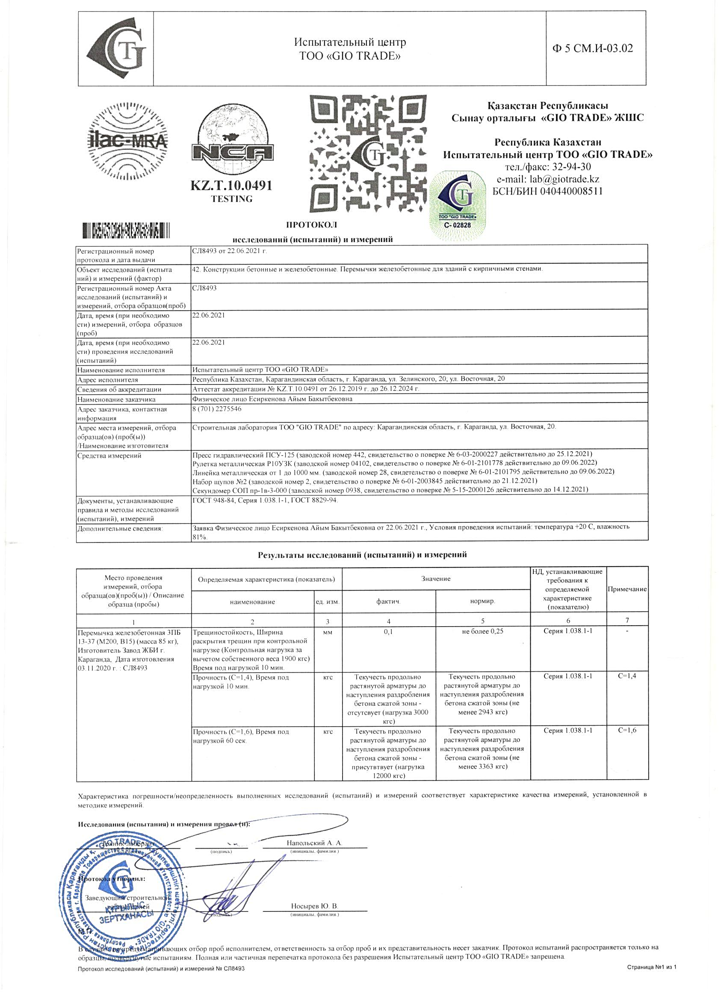 Испытательный центр
ТОО «GIO TRADE»
Ф 5 СМ.И-03.02
ilac-MRA
NCA
KZ.T.10.0491
TESTING
Қазақстан Республикасы
Сынау орталығы «GIO TRADE» ЖШС
Республика Казахстан
Испытательный центр ТОО «GIO TRADE»
тел./факс: 32-94-30
e-mail: lab@giotrade.kz
БСН/БИН 040440008511
ТОО "GIO TRADE»
С- 02828
ПРОТОКОЛ
исследований (испытаний) и измерений
Регистрационный номер
протокола и дата выдачи
СЛ8493 от 22.06.2021 г.
Объект исследований (испыта
ний) и измерений (фактор)
42. Конструкции бетонные и железобетонные. Перемычки железобетонные для зданий с кирпичными стенами.
Регистрационный номер Акта
исследований (испытаний) и
измерений, отбора образцов(проб)
СЛ8493
Дата, время (при необходимо
сти) измерений, отбора образцов
(проб)
22.06.2021
Дата, время (при необходимо
сти) проведения исследований
(испытаний)
22.06.2021
Наименование исполнителя
Испытательный центр ТОО «GIO TRADE»
Адрес исполнителя
Республика Казахстан, Карагандинская область, г. Караганда, ул. Зелинского, 20; ул. Восточная, 20
Сведения об аккредитации
Аттестат аккредитации № KZ.T.10.0491 от 26.12.2019 г. до 26.12.2024 г.
Наименование заказчика
Физическое лицо Есиркенова Айым Бакытбековна
Адрес заказчика, контактная
информация
8 (701) 2275546
Адрес места измерений, отбора
образца(ов) (проб(ы))
/Наименование изготовителя
Строительная лаборатория ТОО "GIO TRADE" по адресу: Карагандинская область, г. Караганда, ул. Восточная, 20.
Средства измерений
Пресс гидравлический ПСУ-125 (заводской номер 442, свидетельство о поверке № 6-03-2000227 действительно до 25.12.2021)
Рулетка металлическая Р10УЗК (заводской номер 04102, свидетельство о поверке № 6-01-2101778 действительно до 09.06.2022)
Линейка металлическая от 1 до 1000 мм. (заводской номер 28, свидетельство о поверке № 6-01-2101795 действительно до 09.06.2022)
Набор щупов №2 (заводской номер 2, свидетельство о поверке № 6-01-2003845 действительно до 21.12.2021)
Секундомер СОП пр-1в-3-000 (заводской номер 0938, свидетельство о поверке № 5-15-2000126 действительно до 14.12.2021)
Документы, устанавливающие
правила и методы исследований
(испытаний), измерений
ГОСТ 948-84, Серия 1.038.1-1, ГОСТ 8829-94.
Дополнительные сведения:
Заявка Физическое лицо Есиркенова Айым Бакытбековна от 22.06.2021 г., Условия проведения испытаний: температура +20 С, влажность
81%.
Результаты исследований (испытаний) и измерений
Место проведения
измерений, отбора
образца(ов)(проб(ы)) / Описание
образца (пробы)
Определяемая характеристика (показатель)
Значение
НД, устанавливающие
требования к
определяемой
характеристике
(показателю)
Примечание
наименование
ед. изм.
фактич.
нормир.
1 2 3 4 5 6 7
Перемычка железобетонная 3ПБ
13-37 (М200, В15) (масса 85 кг),
Изготовитель Завод ЖБИ г.
Караганда, Дата изготовления
03.11.2020 г. : СЛ8493
Трещиностойкость, Ширина
раскрытия трещин при контрольной
нагрузке (Контрольная нагрузка за
вычетом собственного веса 1900 кгс)
Время под нагрузкой 10 мин.
мм
0,1
не более 0,25
Серия 1.038.1-1
-
Прочность (С=1,4), Время под
нагрузкой 10 мин.
кгс
Текучесть продольно
растянутой арматуры до
наступления раздробления
бетона сжатой зоны -
отсутсвует (нагрузка 3000
кгс)
Текучесть продольно
растянутой арматуры до
наступления раздробления
бетона сжатой зоны (не
менее 2943 кгс)
Серия 1.038.1-1
С=1,4
Прочность (С=1,6), Время под
нагрузкой 60 сек.
кгс
Текучесть продольно
растянутой арматуры до
наступления раздробления
бетона сжатой зоны -
присутвтвует (нагрузка
12000 кгс)
Текучесть продольно
растянутой арматуры до
наступления раздробления
бетона сжатой зоны (не
менее 3363 кгс)
Серия 1.038.1-1
С=1,6
Характеристика погрешности/неопределенность выполненных исследований (испытаний) и измерений соответствует характеристике качества измерений, установленной в
методике измерений.
Исследования (испытания) и измерения провел (и):
Техник-лаборант
Напольский А. А.
(подпись)
(инициалы, фамилия.)
Протокол утвердил:
Заведующий строительной
лабораторией
Носырев Ю. В.
(подпись)
(инициалы, фамилия.)
ҚҰРЫЛЫС
ЗЕРТХАНАСЫ
М.П.
В случаях, не предусматривающих отбор проб исполнителем, ответственность за отбор проб и их представительность несет заказчик. Протокол испытаний распространяется только на
образцы, подвергнутые испытаниям. Полная или частичная перепечатка протокола без разрешения Испытательный центр ТОО «GIO TRADE» запрещена.
Протокол исследований (испытаний) и измерений № СЛ8493
Страница №1 из 1